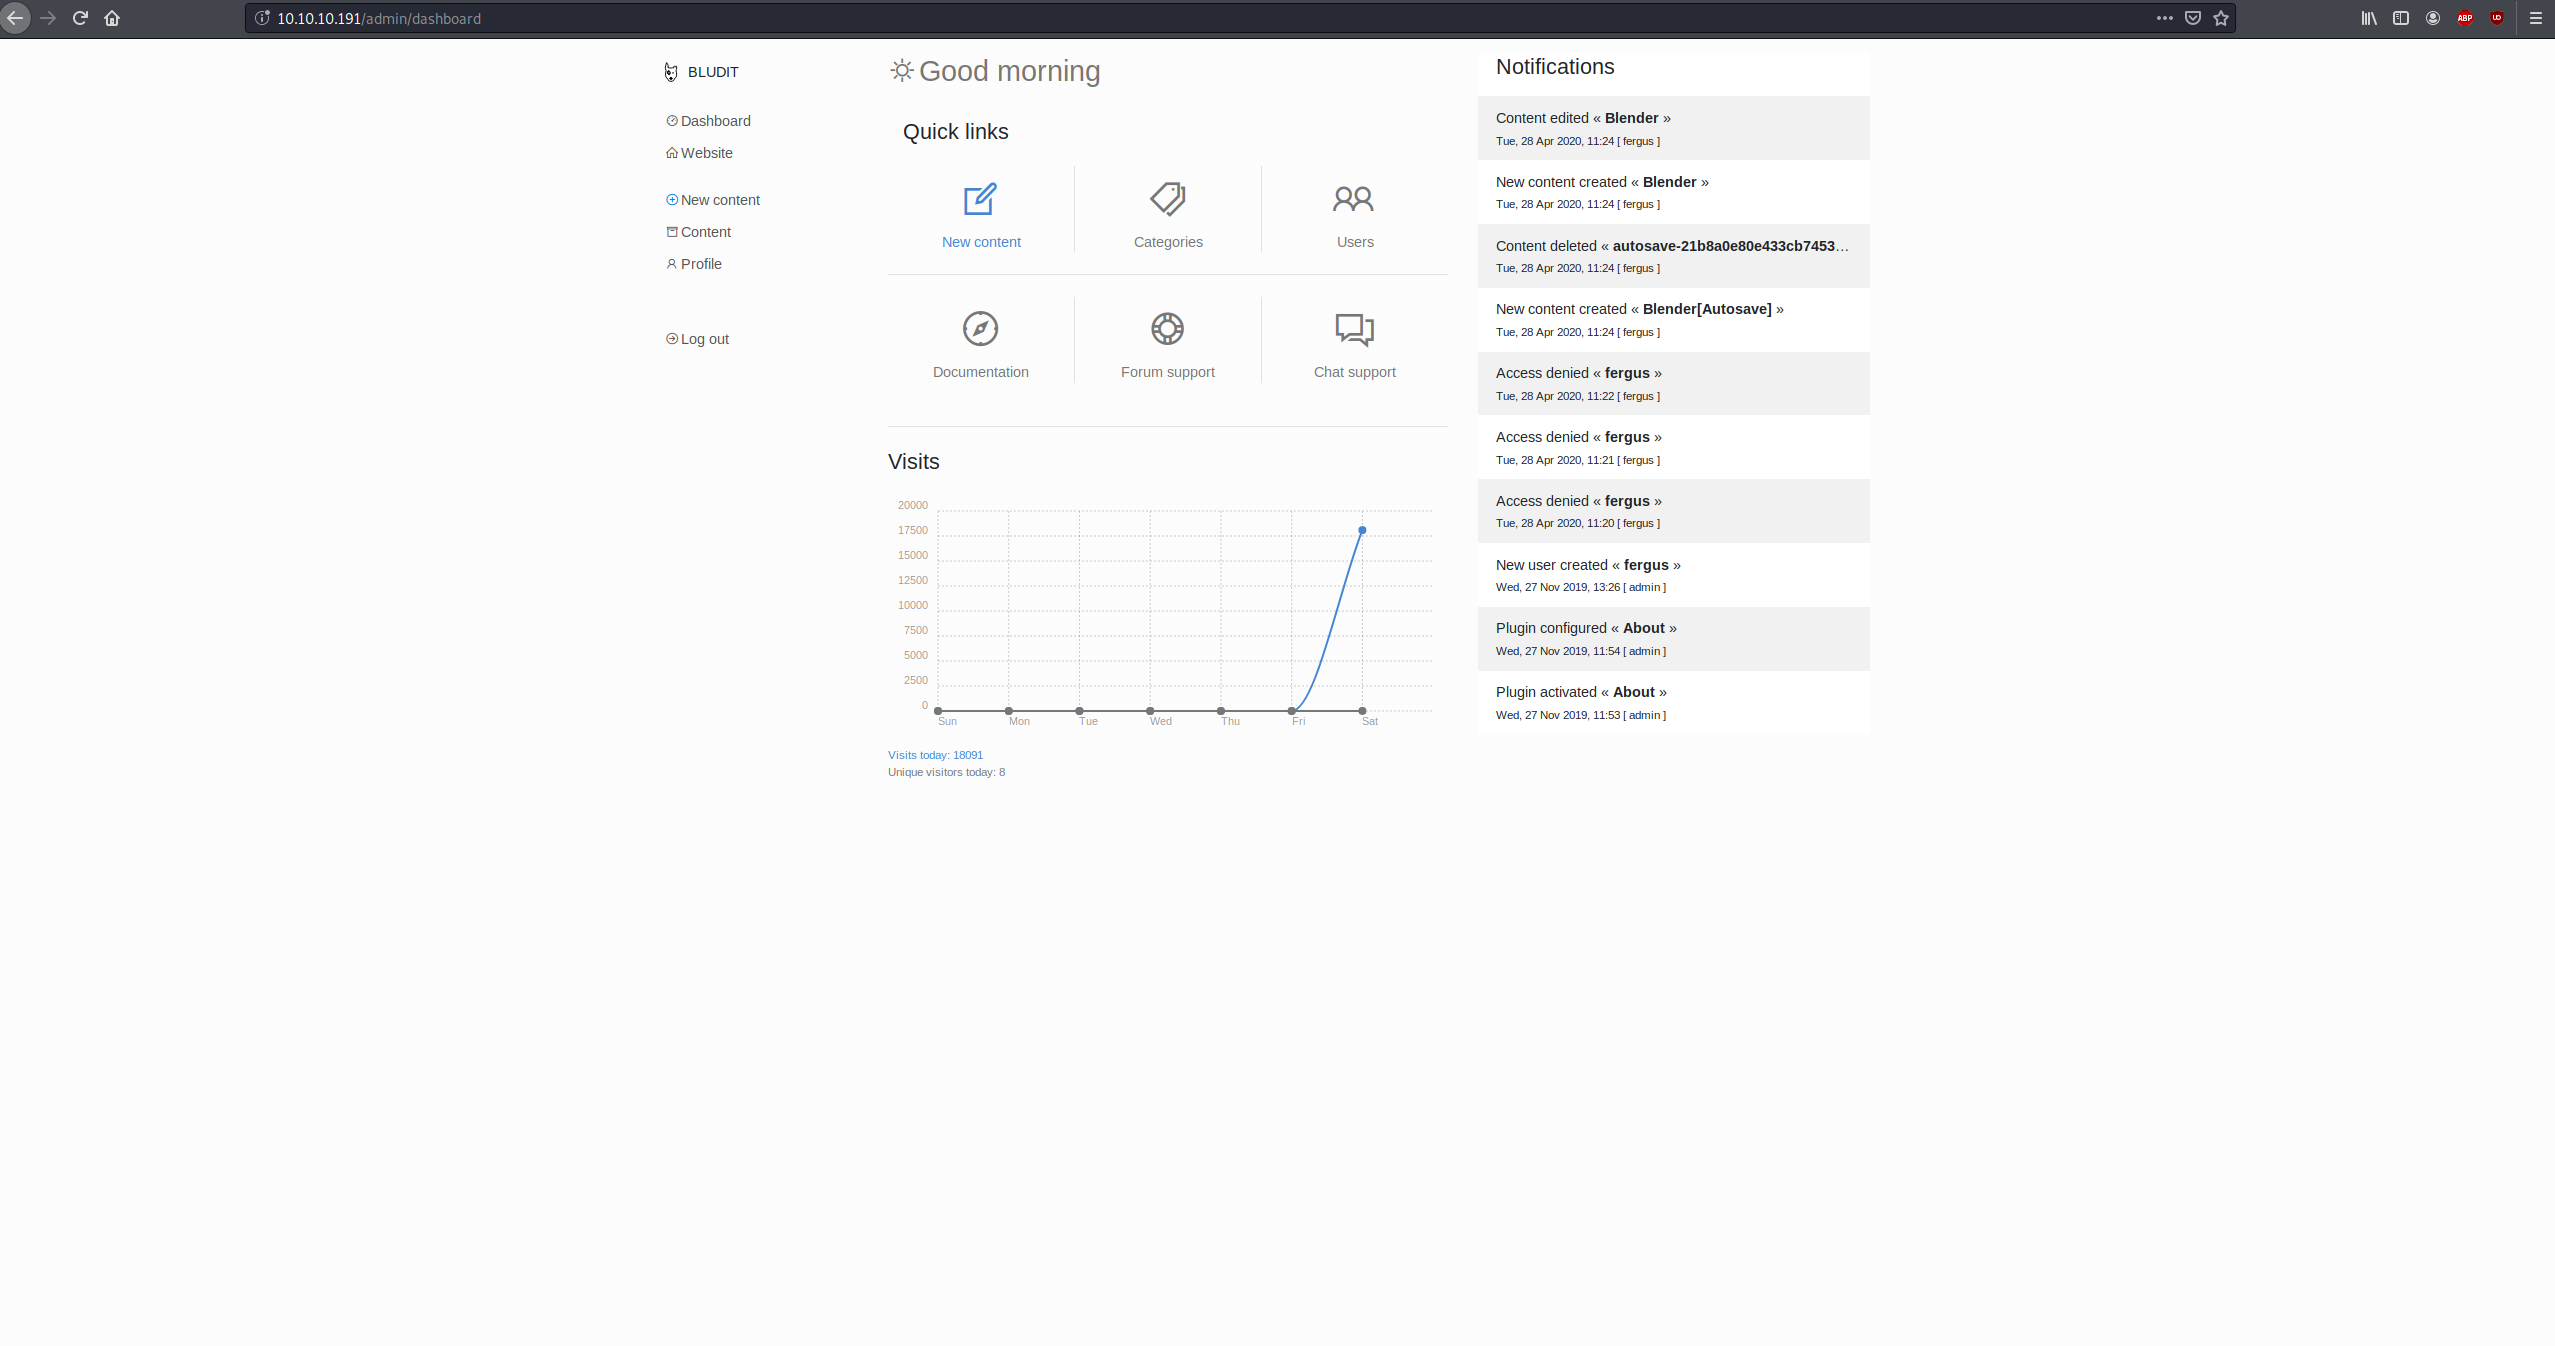 10.10.10.191/admin/dashboard
ABP
BLUDIT
Dashboard
Website
New content
Content
Profile
Log out
Good morning
Quick links
New content
Categories
Users
Documentation
Forum support
Chat support
Visits
20000
17500
15000
12500
10000
7500
5000
2500
0
Sun Mon Tue Wed Thu Fri Sat
Visits today: 18091
Unique visitors today: 8
Notifications
Content edited « Blender »
Tue, 28 Apr 2020, 11:24 [ fergus ]
New content created « Blender »
Tue, 28 Apr 2020, 11:24 [ fergus ]
Content deleted « autosave-21b8a0e80e433cb7453…
Tue, 28 Apr 2020, 11:24 [ fergus ]
New content created « Blender[Autosave] »
Tue, 28 Apr 2020, 11:24 [ fergus ]
Access denied « fergus »
Tue, 28 Apr 2020, 11:22 [ fergus ]
Access denied « fergus »
Tue, 28 Apr 2020, 11:21 [ fergus ]
Access denied « fergus »
Tue, 28 Apr 2020, 11:20 [ fergus ]
New user created « fergus »
Wed, 27 Nov 2019, 13:26 [ admin ]
Plugin configured « About »
Wed, 27 Nov 2019, 11:54 [ admin ]
Plugin activated « About »
Wed, 27 Nov 2019, 11:53 [ admin ]